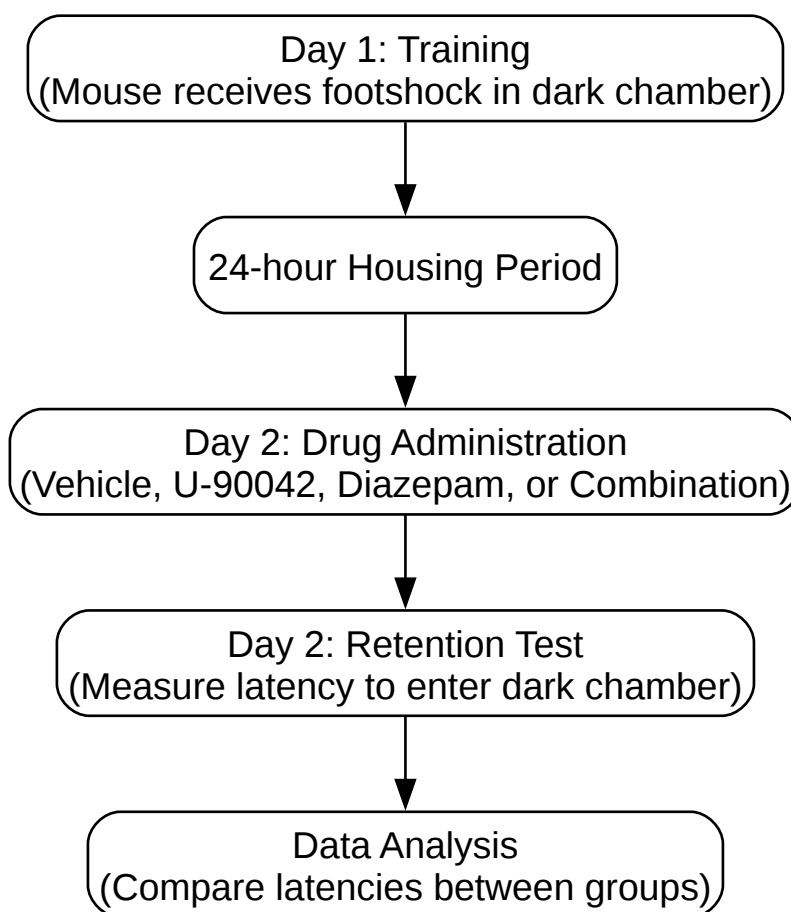 Day 1: Training
(Mouse receives footshock in dark chamber)
24-hour Housing Period
Day 2: Drug Administration
(Vehicle, U-90042, Diazepam, or Combination)
Day 2: Retention Test
(Measure latency to enter dark chamber)
Data Analysis
(Compare latencies between groups)